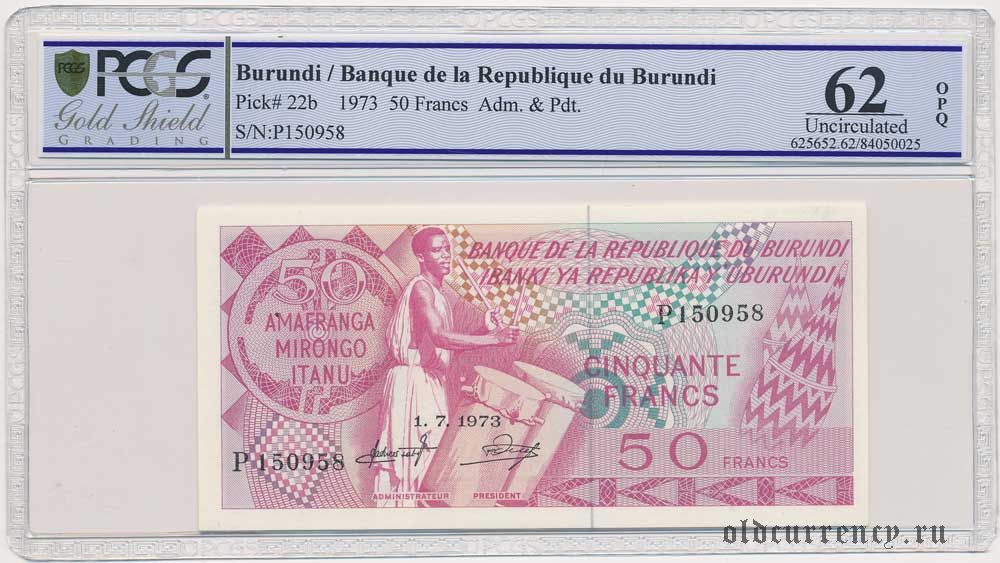 PCGS
PCGS
Gold Shield
GRADING
Burundi / Banque de la Republique du Burundi
Pick# 22b 1973 50 Francs Adm. & Pdt.
S/N:P150958
62
Uncirculated
625652.62/84050025
OPQ
BANQUE DE LA REPUBLIQUE DU BURUNDI
IBANKI YA REPUBLIKA Y UBURUNDI
50
AMAFRANGA
MIRONGO
ITANU
P150958
CINQUANTE
FRANCS
1. 7. 1973
P150958
50 FRANCS
ADMINISTRATEUR PRESIDENT
oldcurrency.ru